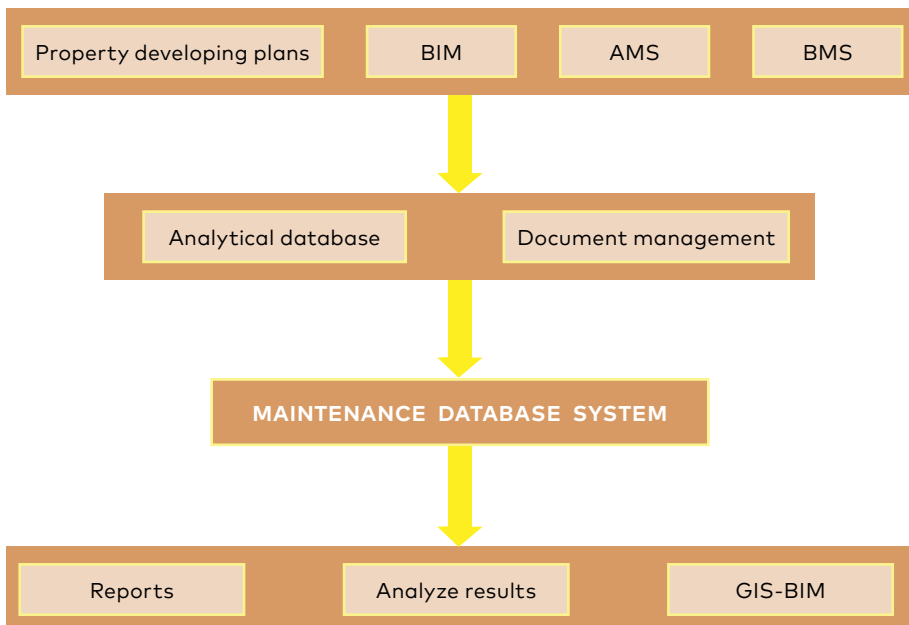 Property developing plans
BIM
AMS
BMS
Analytical database
Document management
MAINTENANCE DATABASE SYSTEM
Reports
Analyze results
GIS-BIM